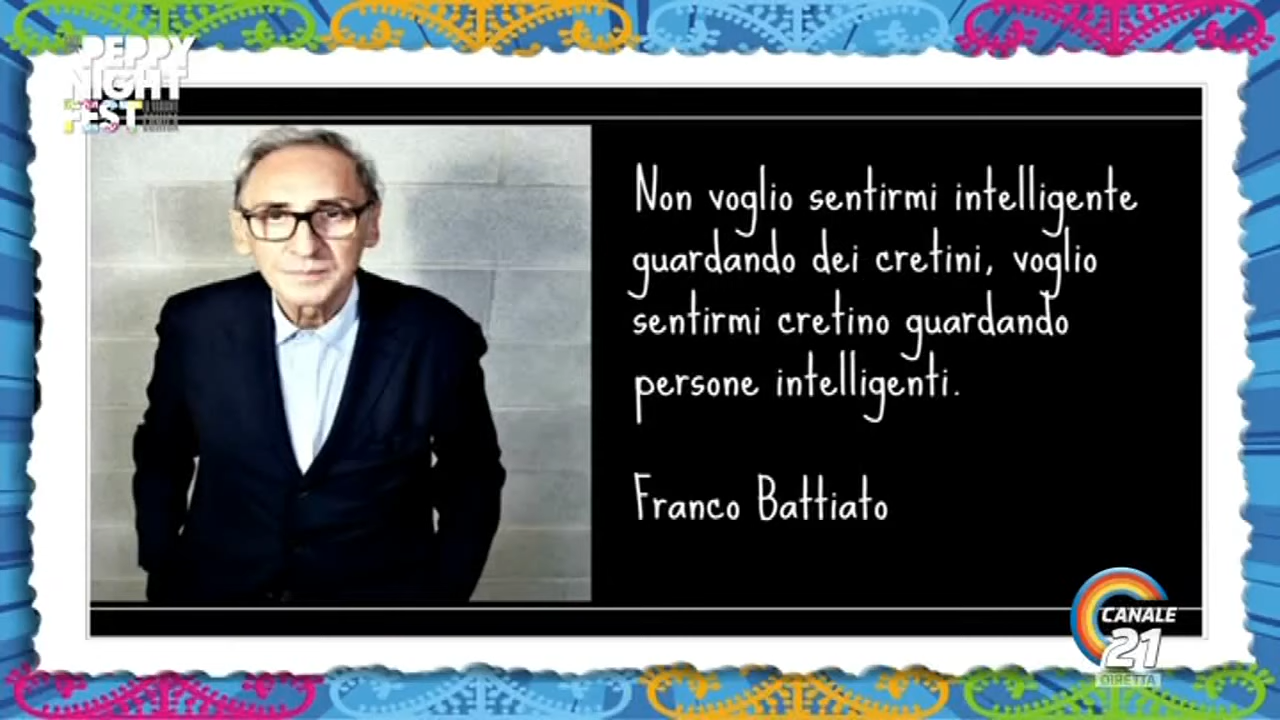 PEPPY
NIGHT
FEST
Non voglio sentirmi intelligente
guardando dei cretini, voglio
sentirmi cretino guardando
persone intelligenti.
Franco Battiato
CANALE
21
DIRETTA